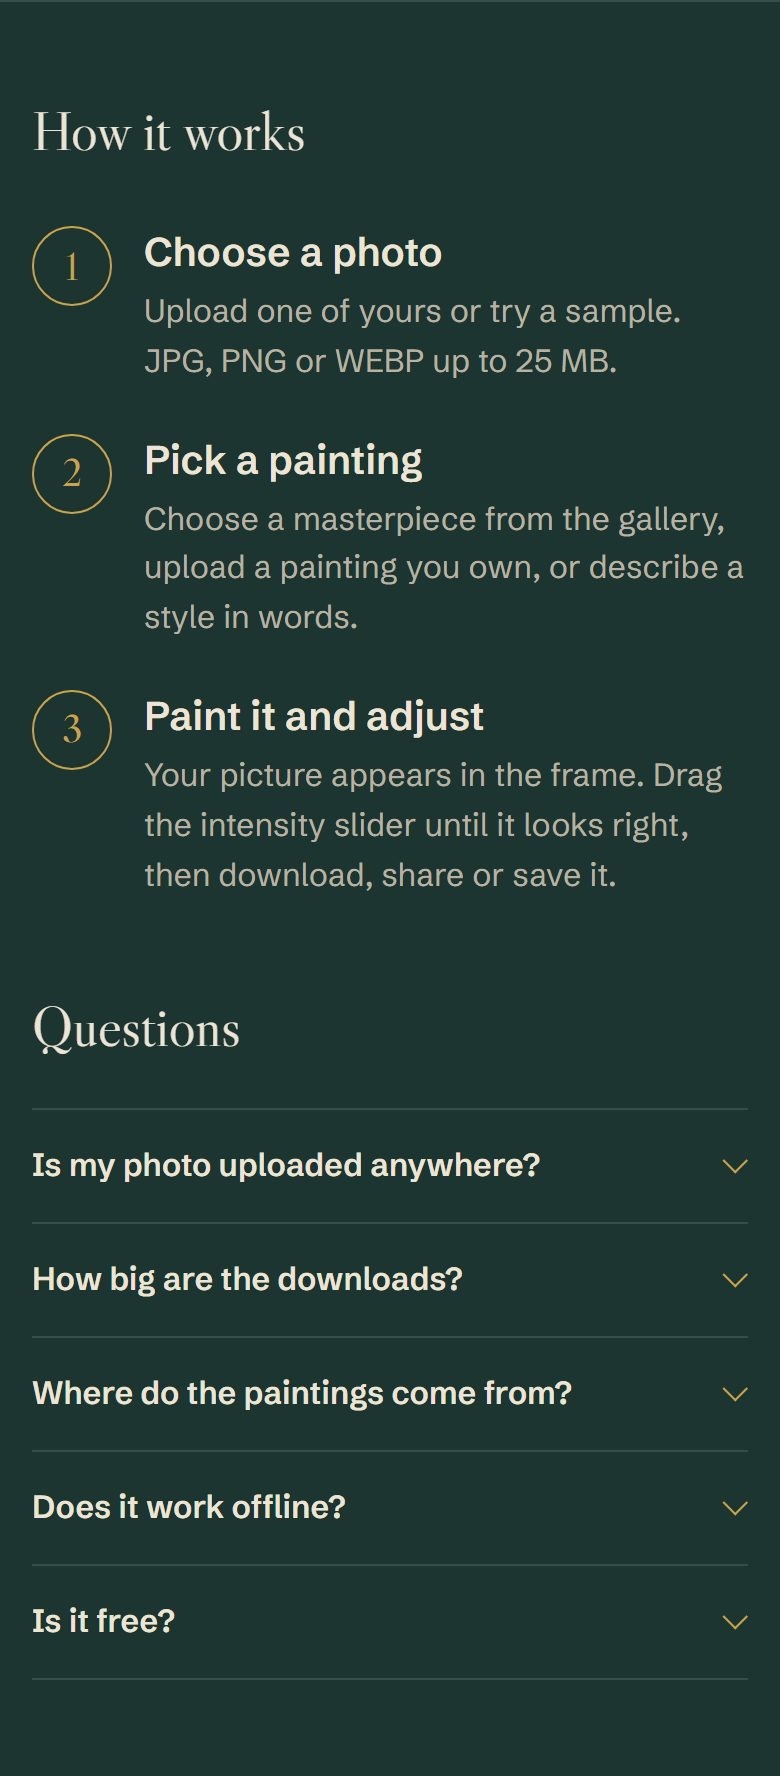 How it works
1
Choose a photo
Upload one of yours or try a sample.
JPG, PNG or WEBP up to 25 MB.
2
Pick a painting
Choose a masterpiece from the gallery,
upload a painting you own, or describe a
style in words.
3
Paint it and adjust
Your picture appears in the frame. Drag
the intensity slider until it looks right,
then download, share or save it.
Questions
Is my photo uploaded anywhere?
How big are the downloads?
Where do the paintings come from?
Does it work offline?
Is it free?